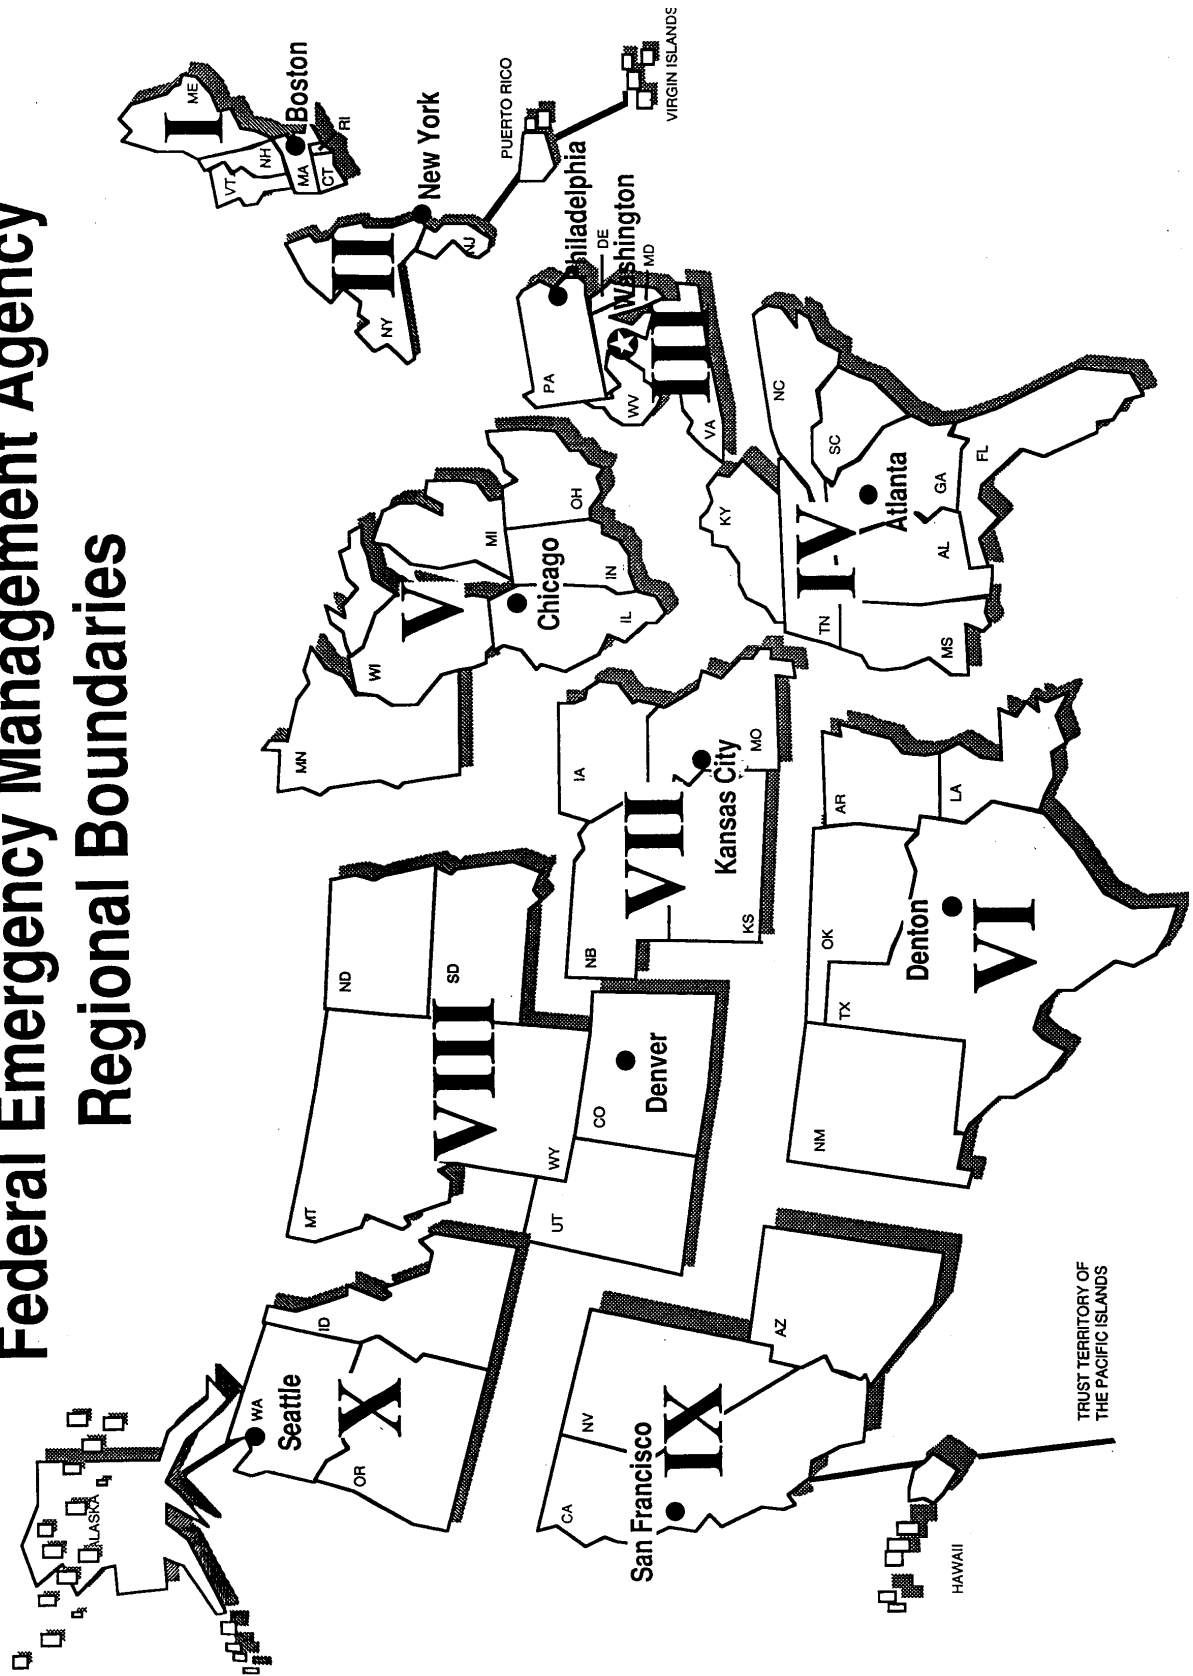 Federal Emergency Management Agency
Regional Boundaries
ALASKA
WA
Seattle
ID
X
OR
MT
ND
SD
VIII
WY
UT
CO
Denver
MN
WI
V
MI
Chicago
IL
IN
OH
ME
I
VT
NH
MA
Boston
CT
RI
NY
II
New York
NJ
PUERTO RICO
VIRGIN ISLANDS
PA
Philadelphia
DE
Washington
MD
WV
III
VA
CA
NV
San Francisco
IX
AZ
HAWAII
TRUST TERRITORY OF
THE PACIFIC ISLANDS
NB
IA
VII
Kansas City
KS
MO
NM
TX
OK
Denton
VI
AR
LA
KY
TN
I-V
NC
SC
Atlanta
GA
AL
MS
FL